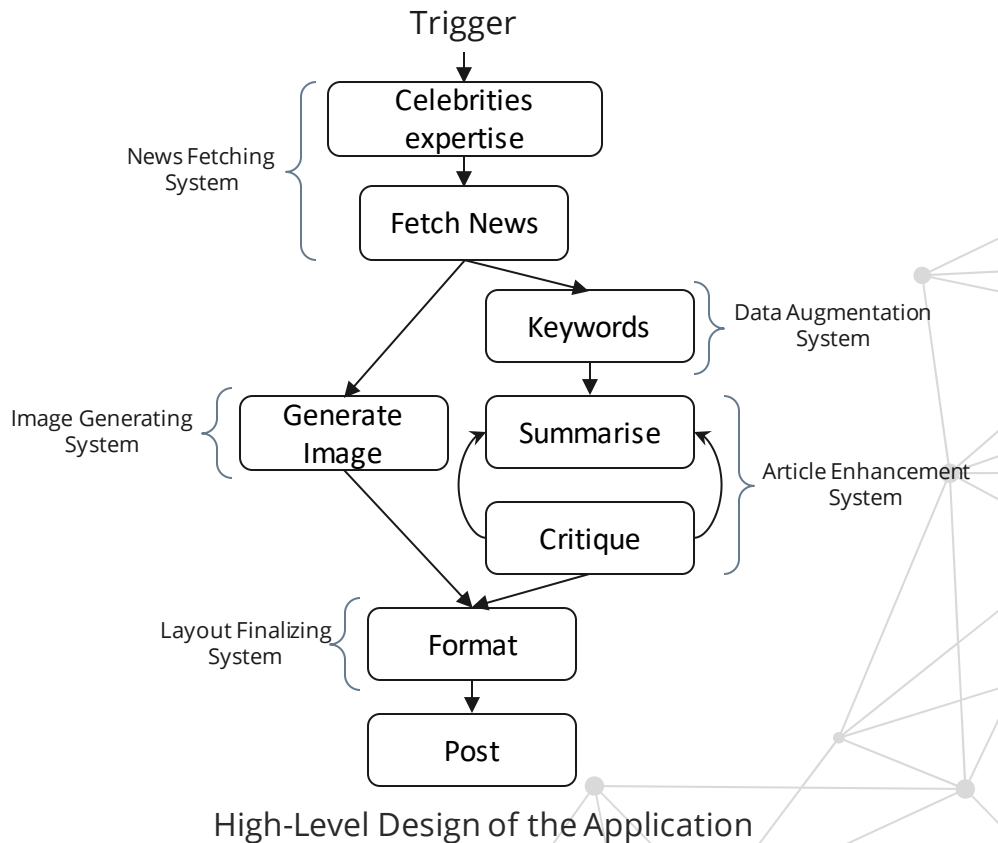 Trigger
Celebrities
expertise
News Fetching
System
Fetch News
Keywords
Data Augmentation
System
Image Generating
System
Generate
Image
Summarise
Article Enhancement
System
Critique
Layout Finalizing
System
Format
Post
High-Level Design of the Application